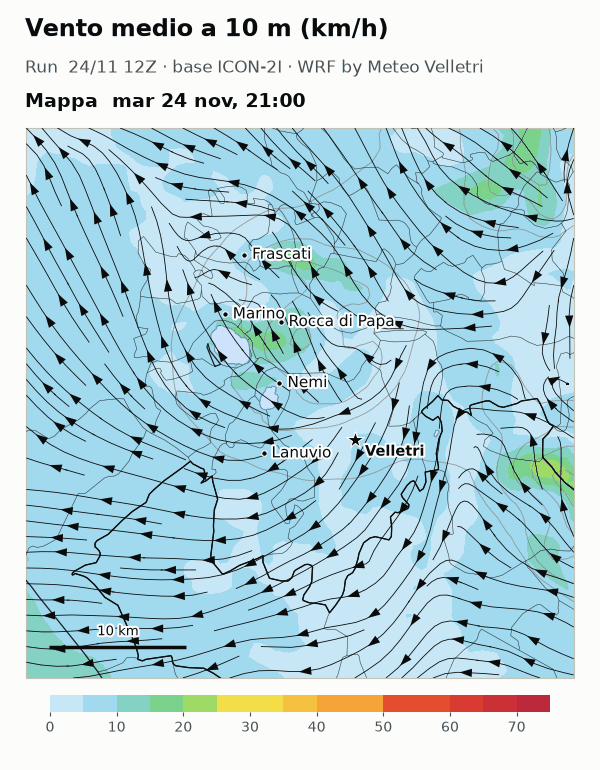 Vento medio a 10 m (km/h)
Run  24/11 12Z · base ICON-2I · WRF by Meteo Velletri
Mappa  mar 24 nov, 21:00
Frascati
Marino
Rocca di Papa
Nemi
Velletri
Lanuvio
10 km
0 10 20 30 40 50 60 70